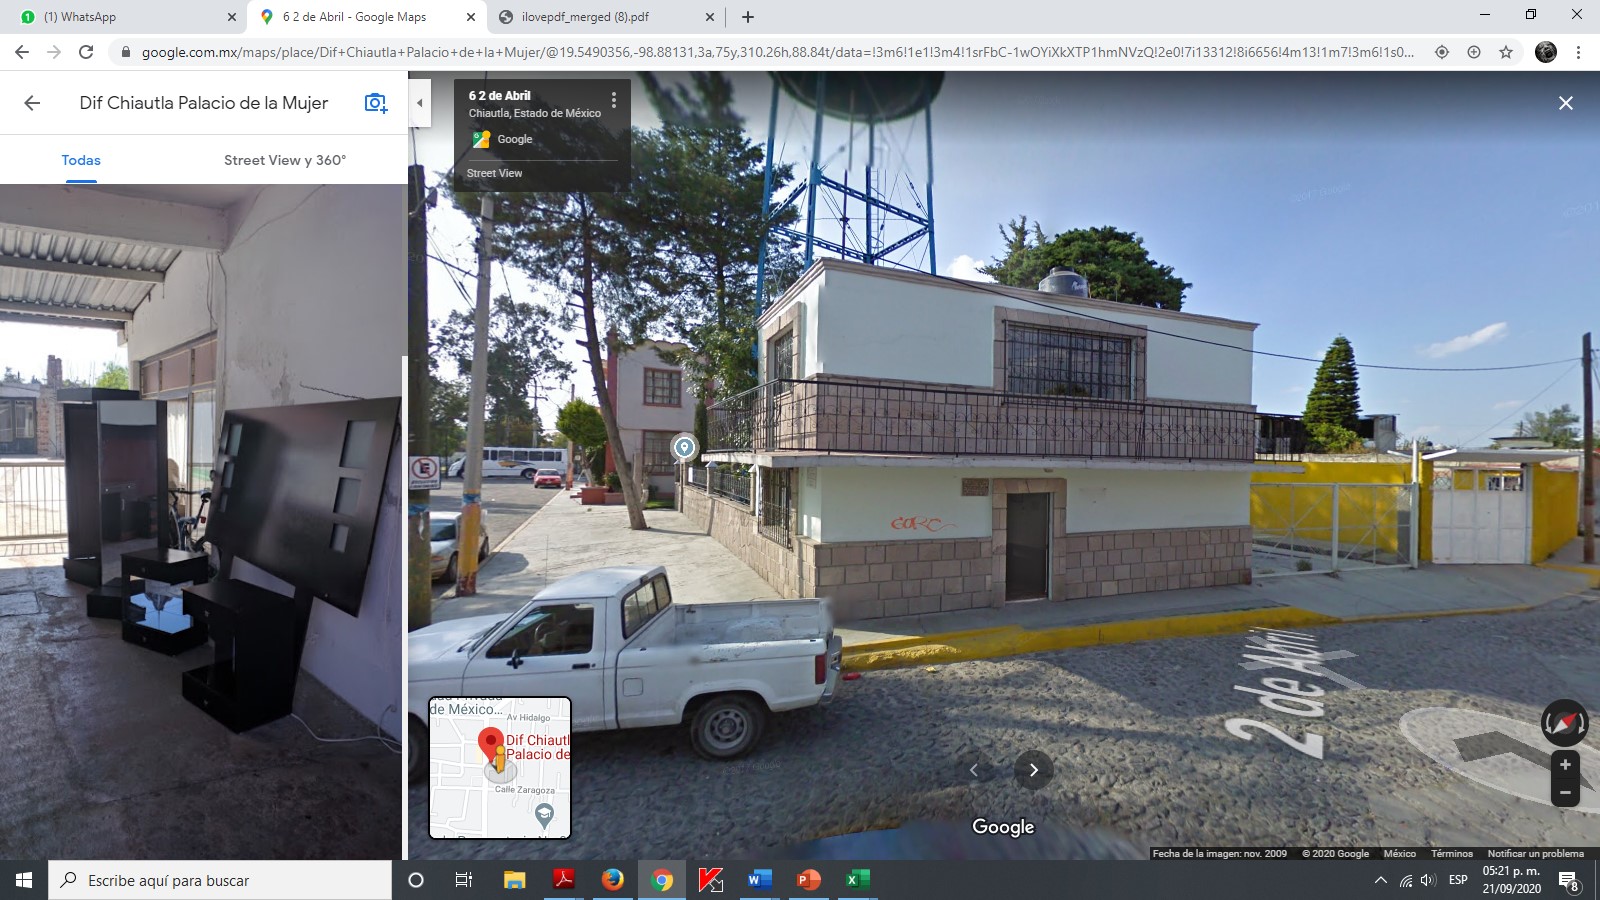 (1) WhatsApp
6 2 de Abril - Google Maps
ilovepdf_merged (8).pdf
google.com.mx/maps/place/Dif+Chiautla+Palacio+de+la+Mujer/@19.5490356,-98.88131,3a,75y,310.26h,88.84t/data=!3m6!1e1!3m4!1srFbC-1wOYiXkXTP1hmNVzQ!2e0!7i13312!8i6656!4m13!1m7!3m6!1s0...
Dif Chiautla Palacio de la Mujer
Todas
Street View y 360°
6 2 de Abril
Chiautla, Estado de México
Google
Street View
E
CORC
2 de Abril
de México...
Av Hidalgo
Dif Chiautl
Palacio de
Calle Zaragoza
Google
Fecha de la imagen: nov. 2009 © 2020 Google México Términos Notificar un problema
Escribe aquí para buscar
ESP
05:21 p. m.
21/09/2020
8